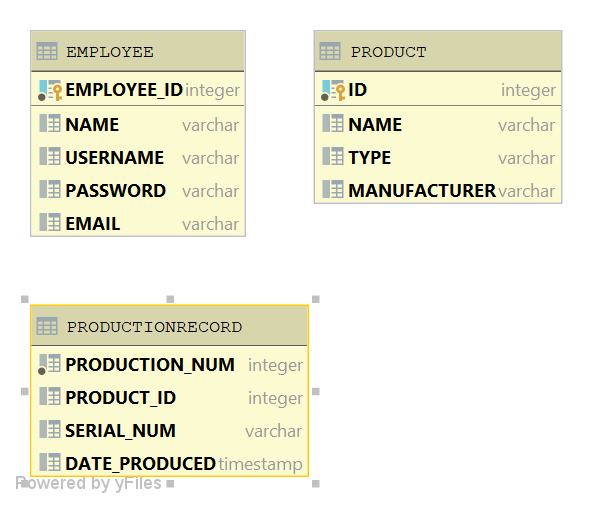 EMPLOYEE
EMPLOYEE_ID integer
NAME varchar
USERNAME varchar
PASSWORD varchar
EMAIL varchar
PRODUCT
ID integer
NAME varchar
TYPE varchar
MANUFACTURER varchar
PRODUCTIONRECORD
PRODUCTION_NUM integer
PRODUCT_ID integer
SERIAL_NUM varchar
DATE_PRODUCED timestamp
Powered by yFiles